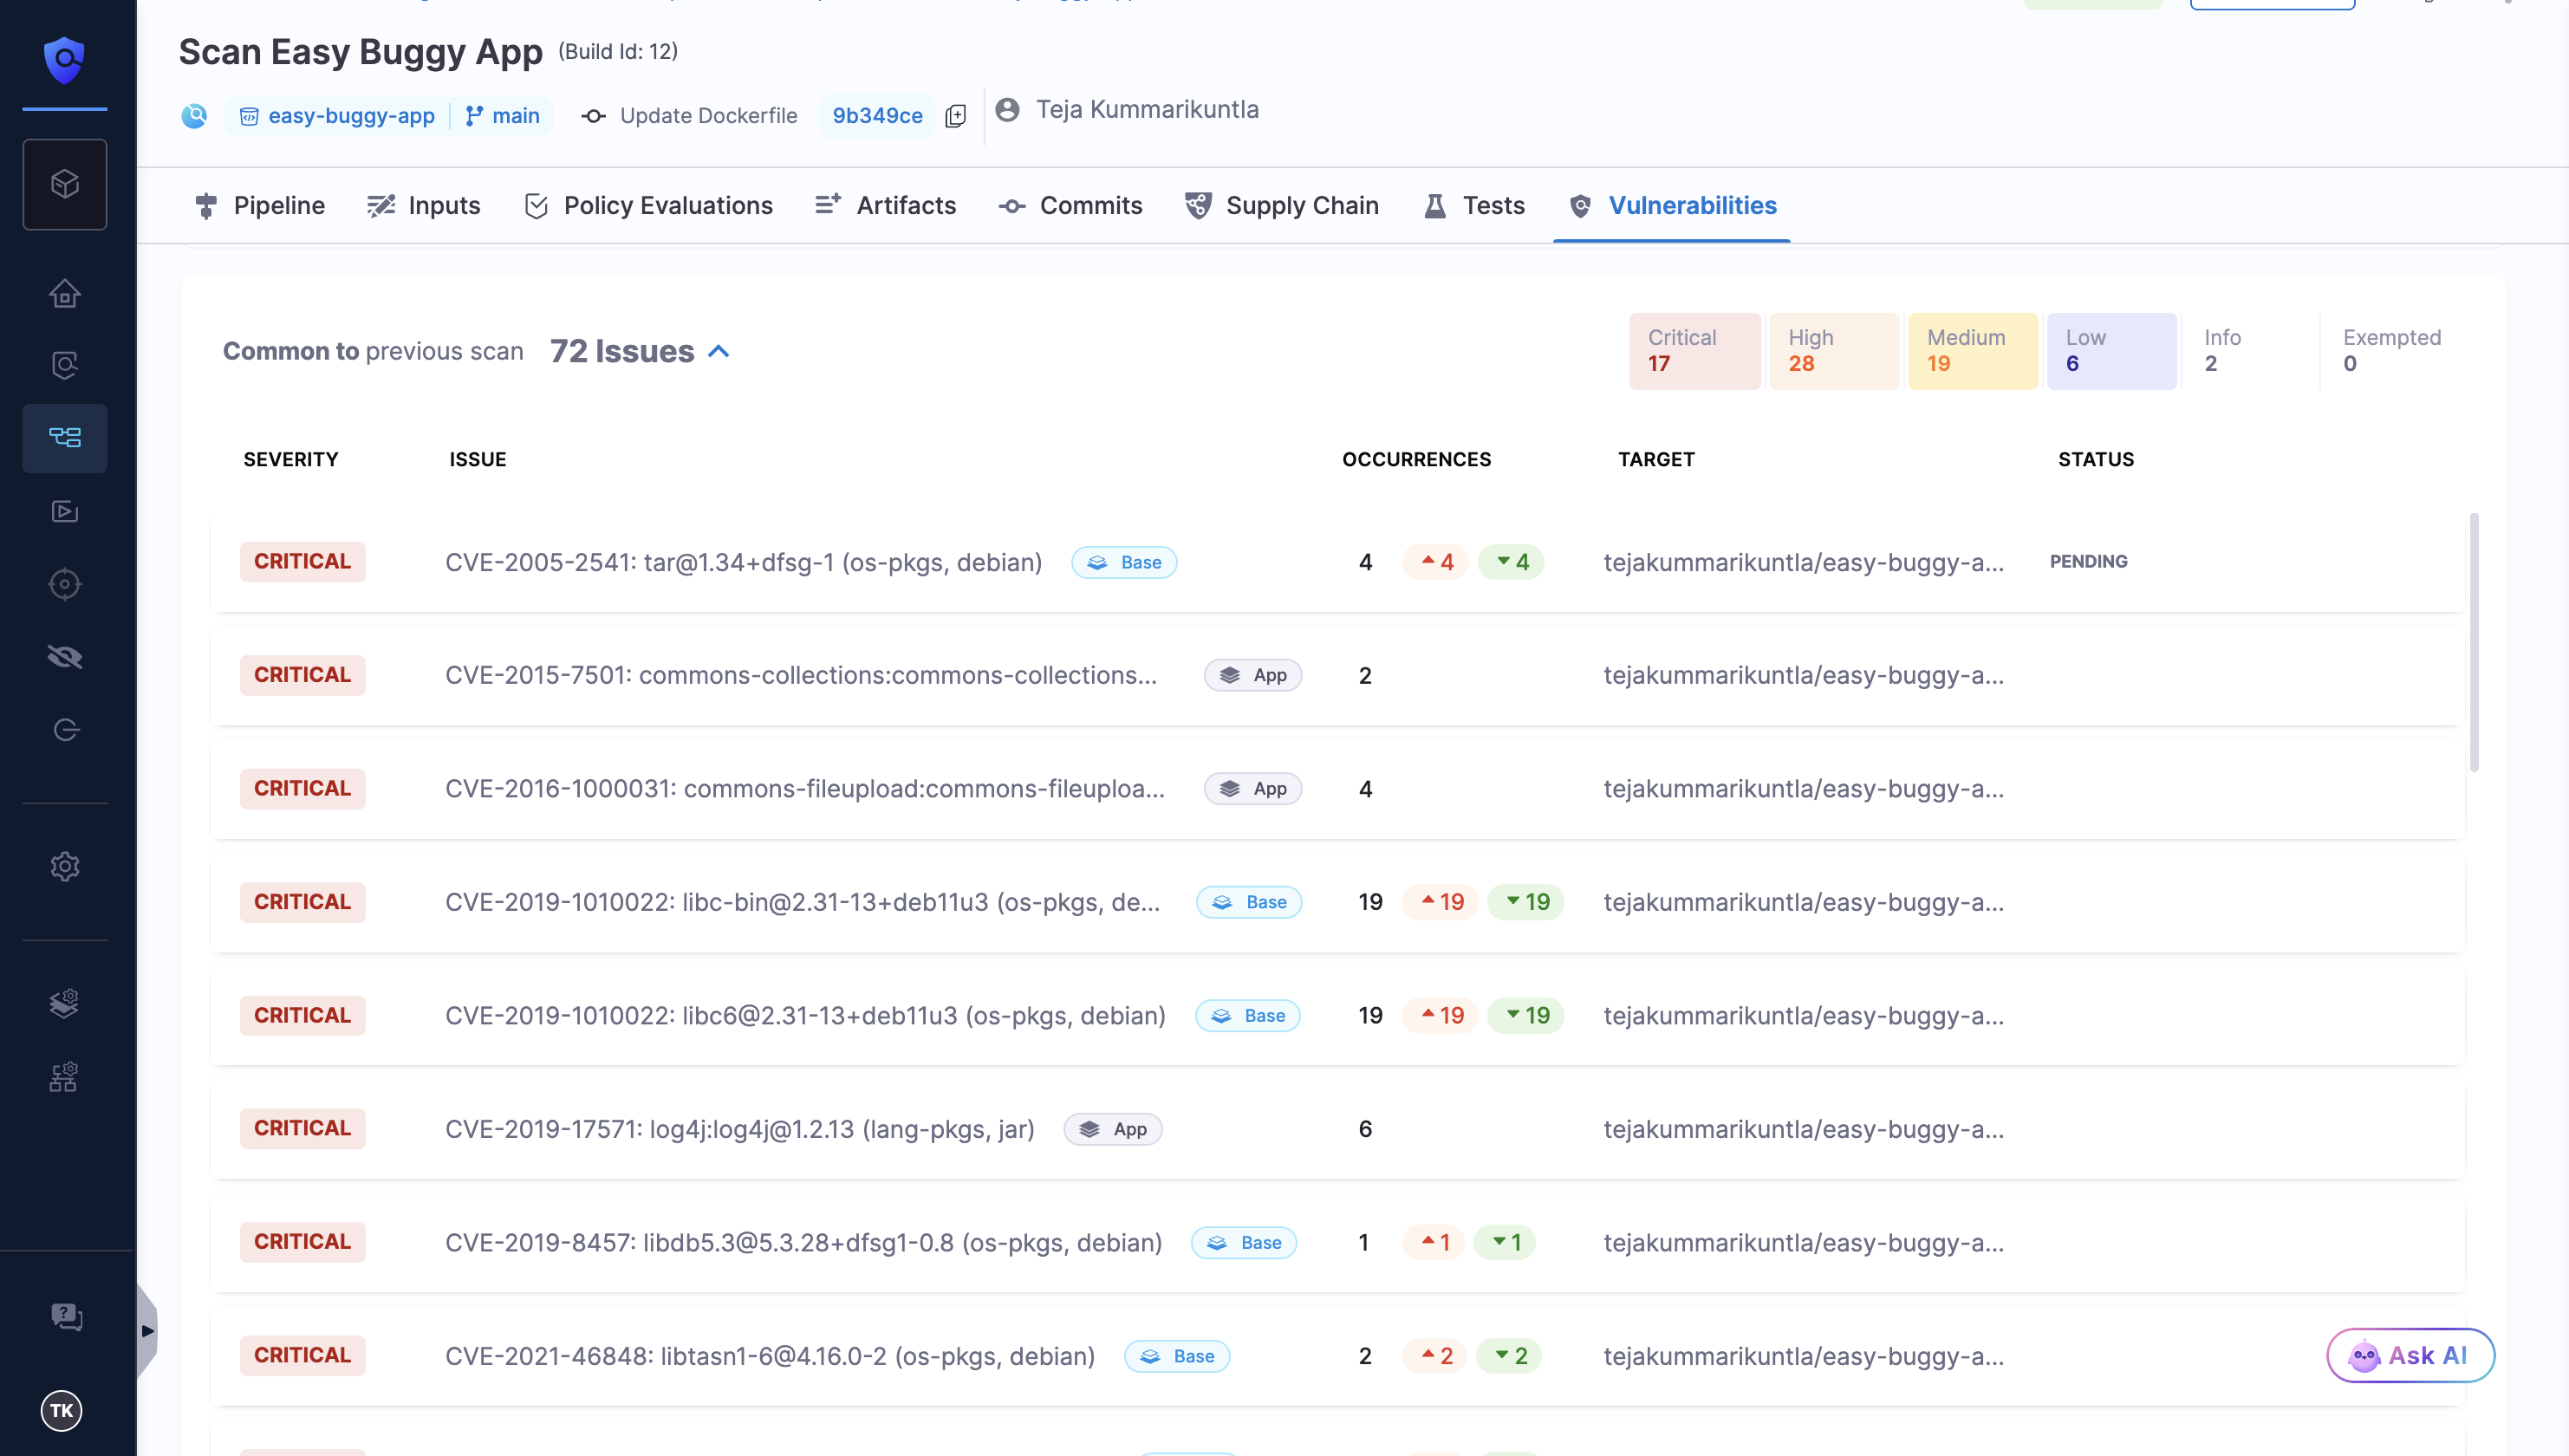 Scan Easy Buggy App (Build Id: 12)
easy-buggy-app main Update Dockerfile 9b349ce Teja Kummarikuntla
Pipeline Inputs Policy Evaluations Artifacts Commits Supply Chain Tests Vulnerabilities
Common to previous scan 72 Issues
Critical 17
High 28
Medium 19
Low 6
Info 2
Exempted 0
SEVERITY ISSUE OCCURRENCES TARGET STATUS
CRITICAL CVE-2005-2541: tar@1.34+dfsg-1 (os-pkgs, debian) Base 4 4 4 tejakummarikuntla/easy-buggy-a... PENDING
CRITICAL CVE-2015-7501: commons-collections:commons-collections... App 2 tejakummarikuntla/easy-buggy-a...
CRITICAL CVE-2016-1000031: commons-fileupload:commons-fileuploa... App 4 tejakummarikuntla/easy-buggy-a...
CRITICAL CVE-2019-1010022: libc-bin@2.31-13+deb11u3 (os-pkgs, de... Base 19 19 19 tejakummarikuntla/easy-buggy-a...
CRITICAL CVE-2019-1010022: libc6@2.31-13+deb11u3 (os-pkgs, debian) Base 19 19 19 tejakummarikuntla/easy-buggy-a...
CRITICAL CVE-2019-17571: log4j:log4j@1.2.13 (lang-pkgs, jar) App 6 tejakummarikuntla/easy-buggy-a...
CRITICAL CVE-2019-8457: libdb5.3@5.3.28+dfsg1-0.8 (os-pkgs, debian) Base 1 1 1 tejakummarikuntla/easy-buggy-a...
CRITICAL CVE-2021-46848: libtasn1-6@4.16.0-2 (os-pkgs, debian) Base 2 2 2 tejakummarikuntla/easy-buggy-a...
Ask AI
TK